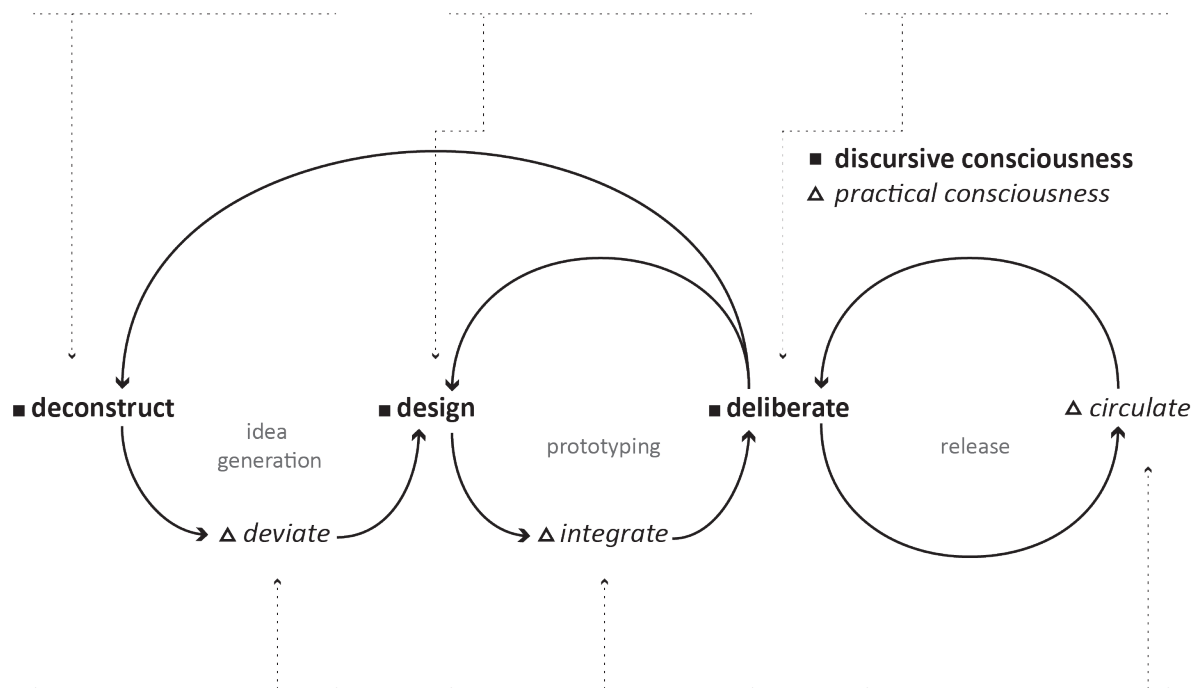 discursive consciousness
practical consciousness
deconstruct
design
deliberate
circulate
idea
generation
prototyping
release
deviate
integrate